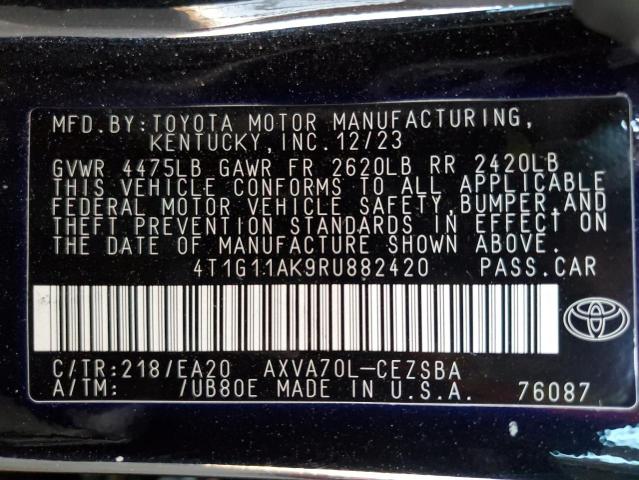 MFD.BY:TOYOTA MOTOR MANUFACTURING,
KENTUCKY,INC.12/23
GVWR 4475LB GAWR FR 2620LB RR 2420LB
THIS VEHICLE CONFORMS TO ALL APPLICABLE
FEDERAL MOTOR VEHICLE SAFETY,BUMPER,AND
THEFT PREVENTION STANDARDS IN EFFECT ON
THE DATE OF MANUFACTURE SHOWN ABOVE.
4T1G11AK9RU882420 PASS.CAR
C/TR:218/EA20 AXVA70L-CEZSBA
A/TM: /UB80E MADE IN U.S.A. 76087